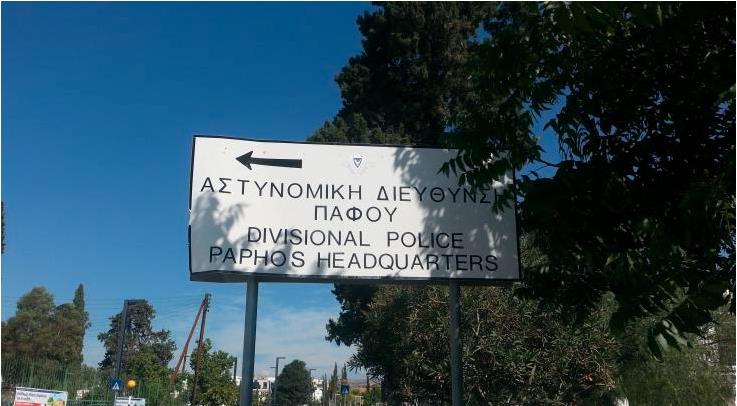 ΑΣΤΥΝΟΜΙΚΗ ΔΙΕΥΘΥΝΣΗ
ΠΑΦΟΥ
DIVISIONAL POLICE
PAPHOS HEADQUARTERS